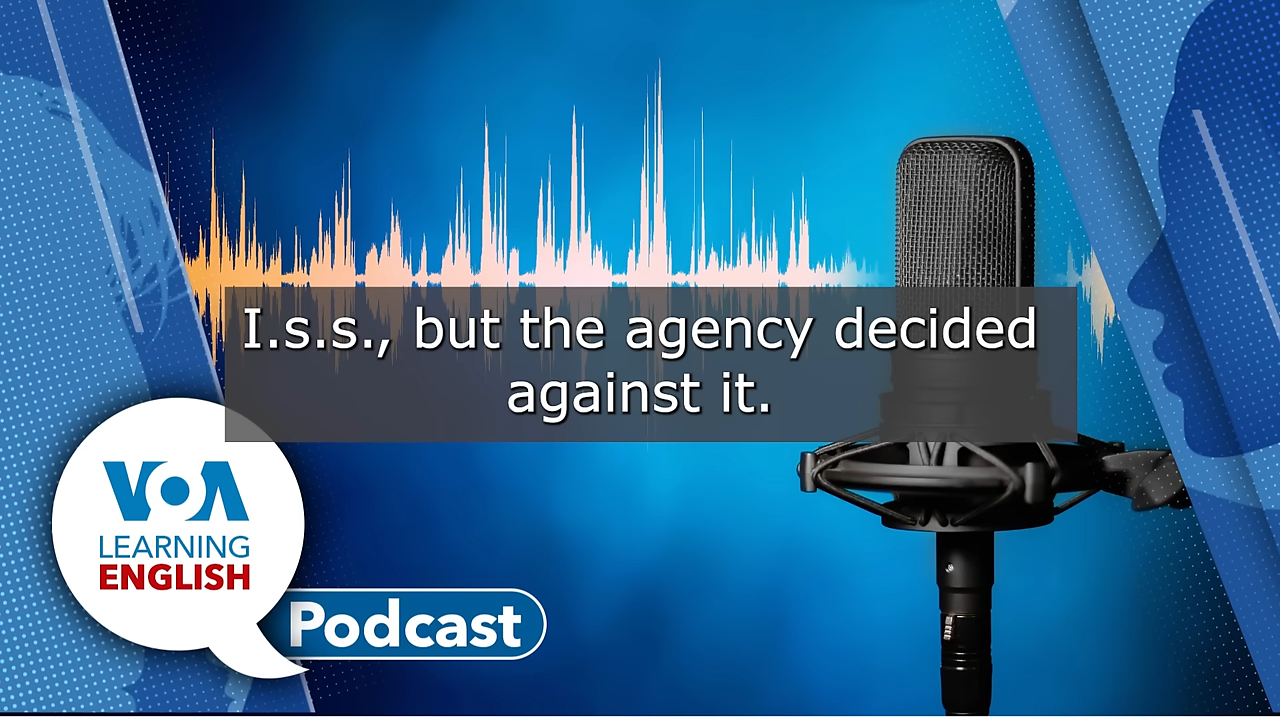 I.s.s., but the agency decided
against it.
VOA
LEARNING
ENGLISH
Podcast